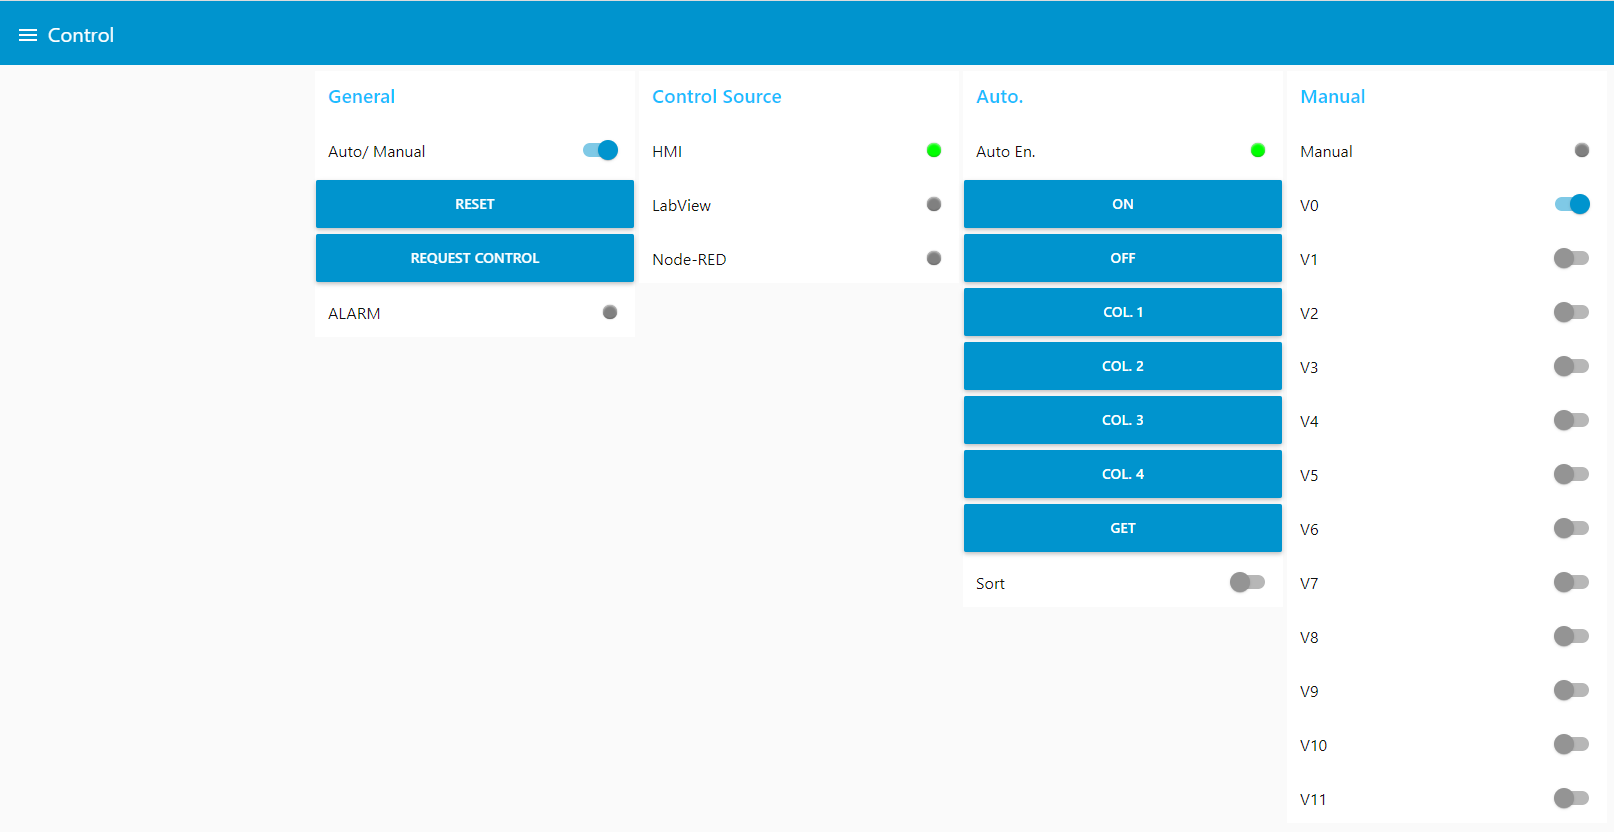 Control
General
Auto/ Manual
RESET
REQUEST CONTROL
ALARM
Control Source
HMI
LabView
Node-RED
Auto.
Auto En.
ON
OFF
COL. 1
COL. 2
COL. 3
COL. 4
GET
Sort
Manual
Manual
V0
V1
V2
V3
V4
V5
V6
V7
V8
V9
V10
V11